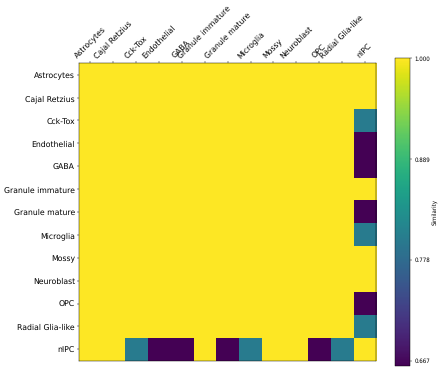 Astrocytes
Cajal Retzius
Cck-Tox
Endothelial
GABA
Granule immature
Granule mature
Microglia
Mossy
Neuroblast
OPC
Radial Glia-like
nIPC
Astrocytes
Cajal Retzius
Cck-Tox
Endothelial
GABA
Granule immature
Granule mature
Microglia
Mossy
Neuroblast
OPC
Radial Glia-like
nIPC
1.000
0.889
0.778
0.667
Similarity